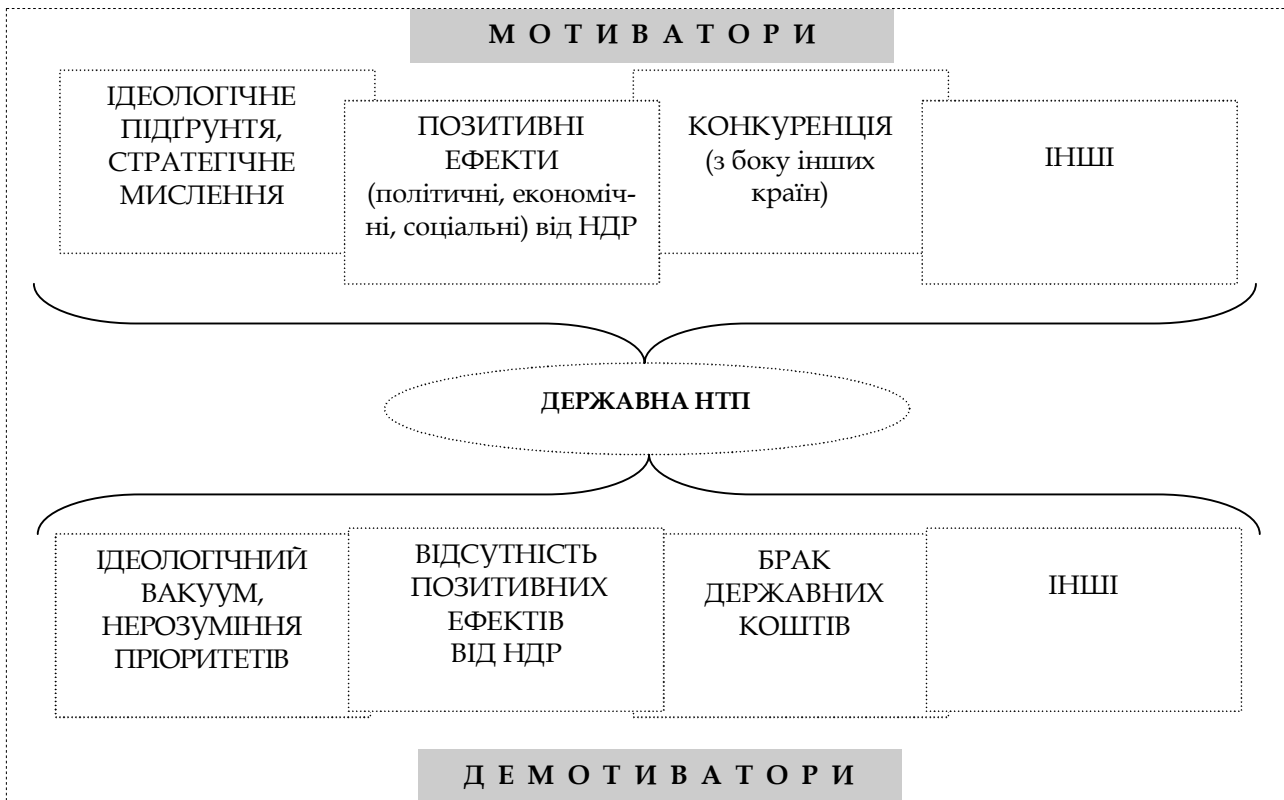 М О Т И В А Т О Р И
ІДЕОЛОГІЧНЕ
ПІДҐРУНТЯ,
СТРАТЕГІЧНЕ
МИСЛЕННЯ
ПОЗИТИВНІ
ЕФЕКТИ
(політичні, економіч-
ні, соціальні) від НДР
КОНКУРЕНЦІЯ
(з боку інших
країн)
ІНШІ
ДЕРЖАВНА НТП
ІДЕОЛОГІЧНИЙ
ВАКУУМ,
НЕРОЗУМІННЯ
ПРІОРИТЕТІВ
ВІДСУТНІСТЬ
ПОЗИТИВНИХ
ЕФЕКТІВ
ВІД НДР
БРАК
ДЕРЖАВНИХ
КОШТІВ
ІНШІ
Д Е М О Т И В А Т О Р И